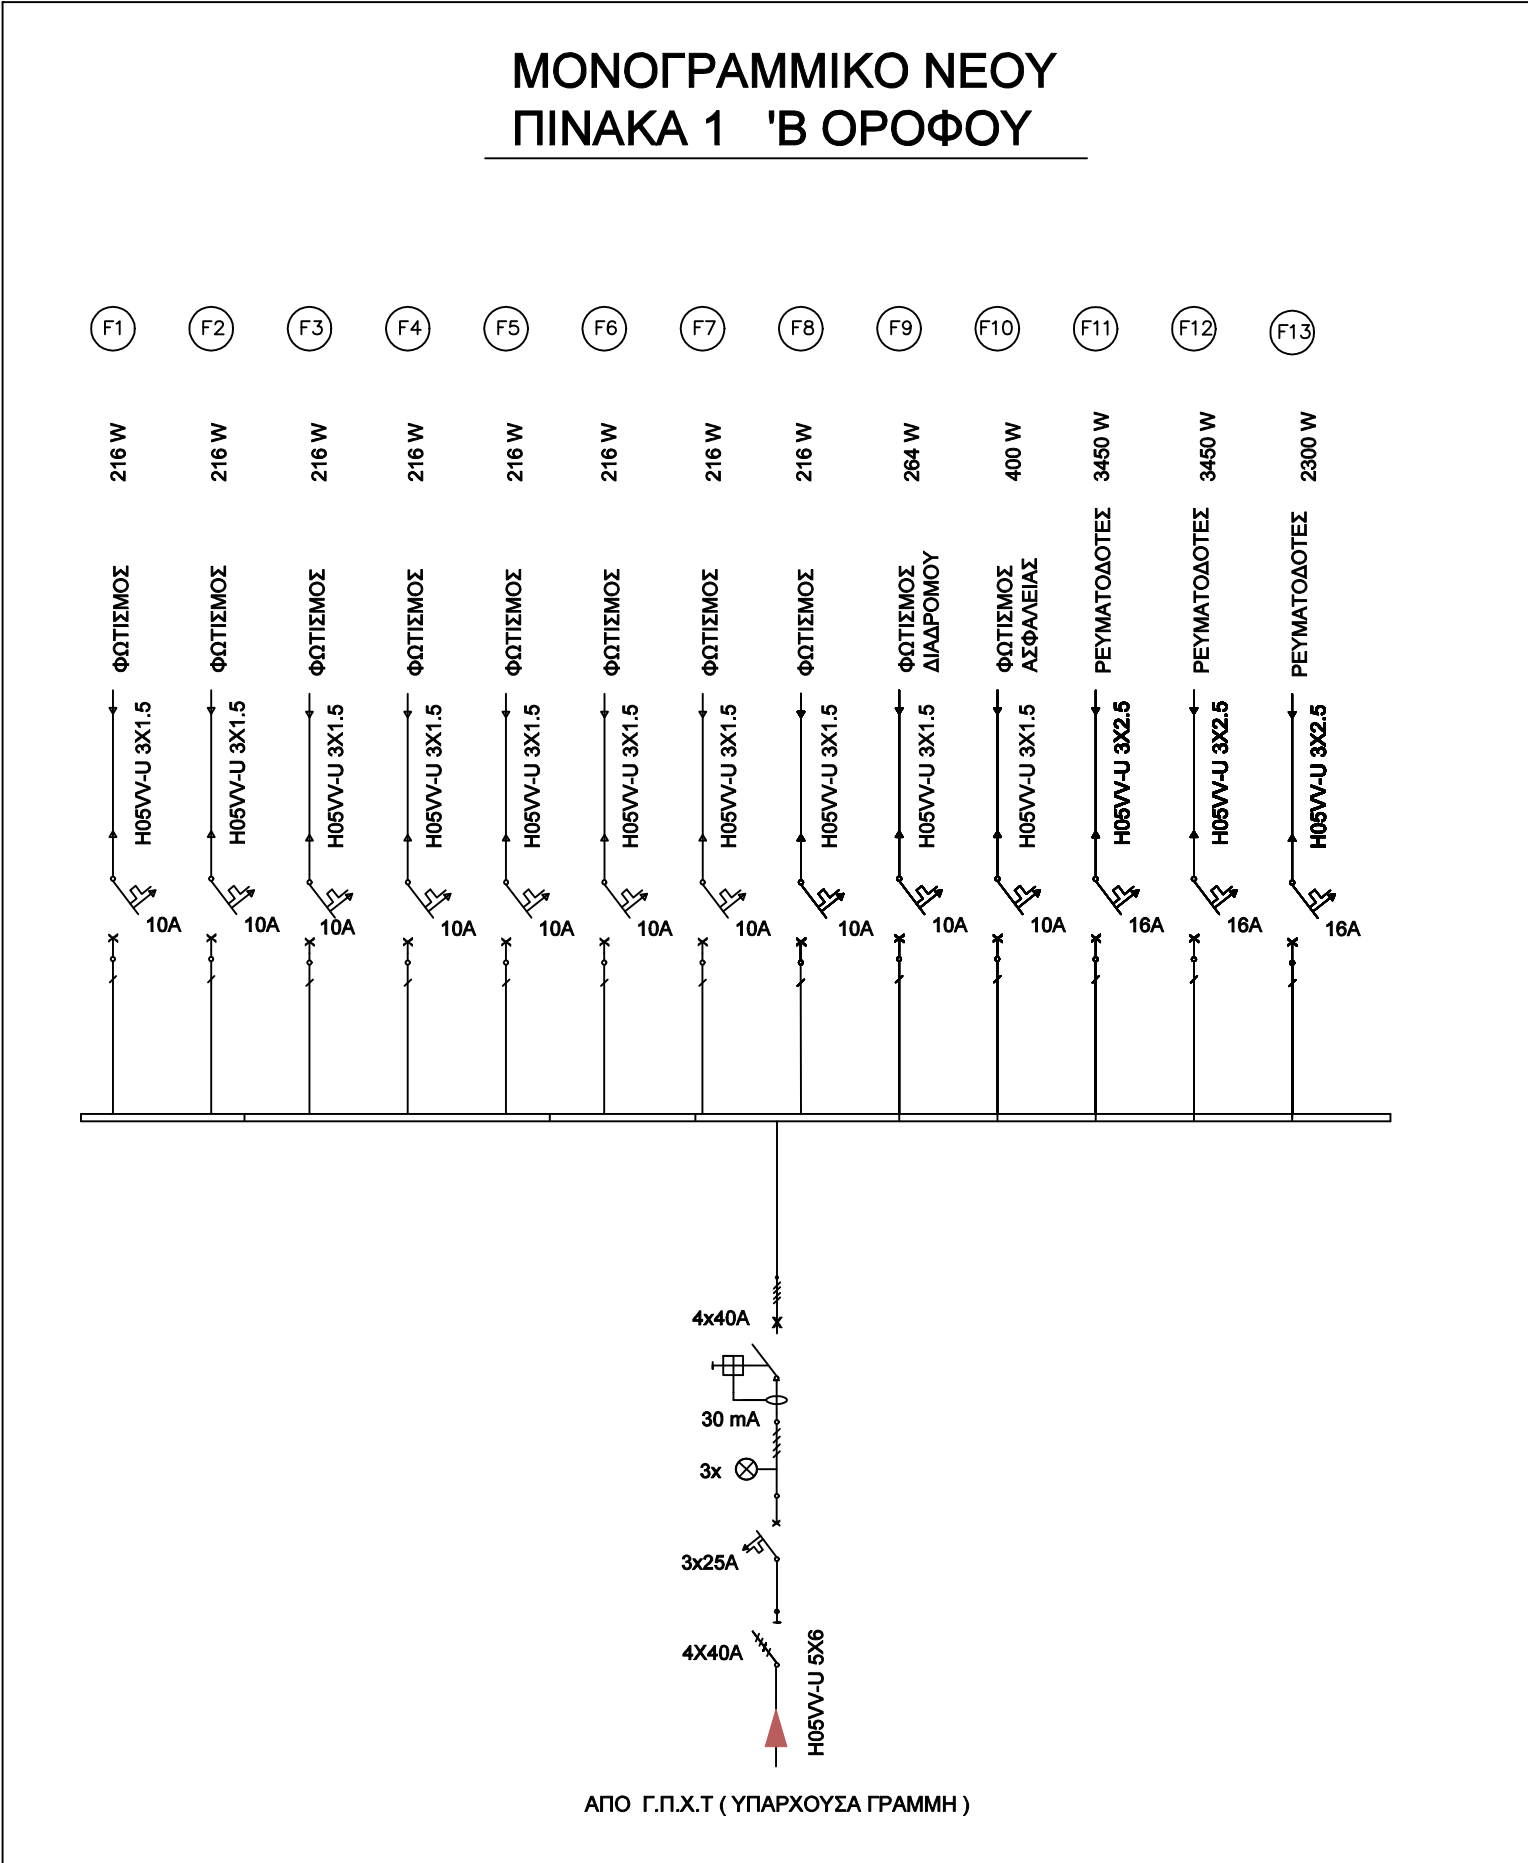 ΜΟΝΟΓΡΑΜΜΙΚΟ ΝΕΟΥ
ΠΙΝΑΚΑ 1 'Β ΟΡΟΦΟΥ
F1 F2 F3 F4 F5 F6 F7 F8 F9 F10 F11 F12 F13
216 W
216 W
216 W
216 W
216 W
216 W
216 W
216 W
264 W
400 W
3450 W
3450 W
2300 W
ΦΩΤΙΣΜΟΣ
ΦΩΤΙΣΜΟΣ
ΦΩΤΙΣΜΟΣ
ΦΩΤΙΣΜΟΣ
ΦΩΤΙΣΜΟΣ
ΦΩΤΙΣΜΟΣ
ΦΩΤΙΣΜΟΣ
ΦΩΤΙΣΜΟΣ
ΦΩΤΙΣΜΟΣ
ΔΙΑΔΡΟΜΟΥ
ΦΩΤΙΣΜΟΣ
ΑΣΦΑΛΕΙΑΣ
ΡΕΥΜΑΤΟΔΟΤΕΣ
ΡΕΥΜΑΤΟΔΟΤΕΣ
ΡΕΥΜΑΤΟΔΟΤΕΣ
H05VV-U 3X1.5
H05VV-U 3X1.5
H05VV-U 3X1.5
H05VV-U 3X1.5
H05VV-U 3X1.5
H05VV-U 3X1.5
H05VV-U 3X1.5
H05VV-U 3X1.5
H05VV-U 3X1.5
H05VV-U 3X1.5
H05VV-U 3X2.5
H05VV-U 3X2.5
H05VV-U 3X2.5
10A 10A 10A 10A 10A 10A 10A 10A 10A 10A 16A 16A 16A
4x40A
30 mA
3x
3x25A
4X40A
H05VV-U 5X6
ΑΠΟ Γ.Π.Χ.Τ ( ΥΠΑΡΧΟΥΣΑ ΓΡΑΜΜΗ )